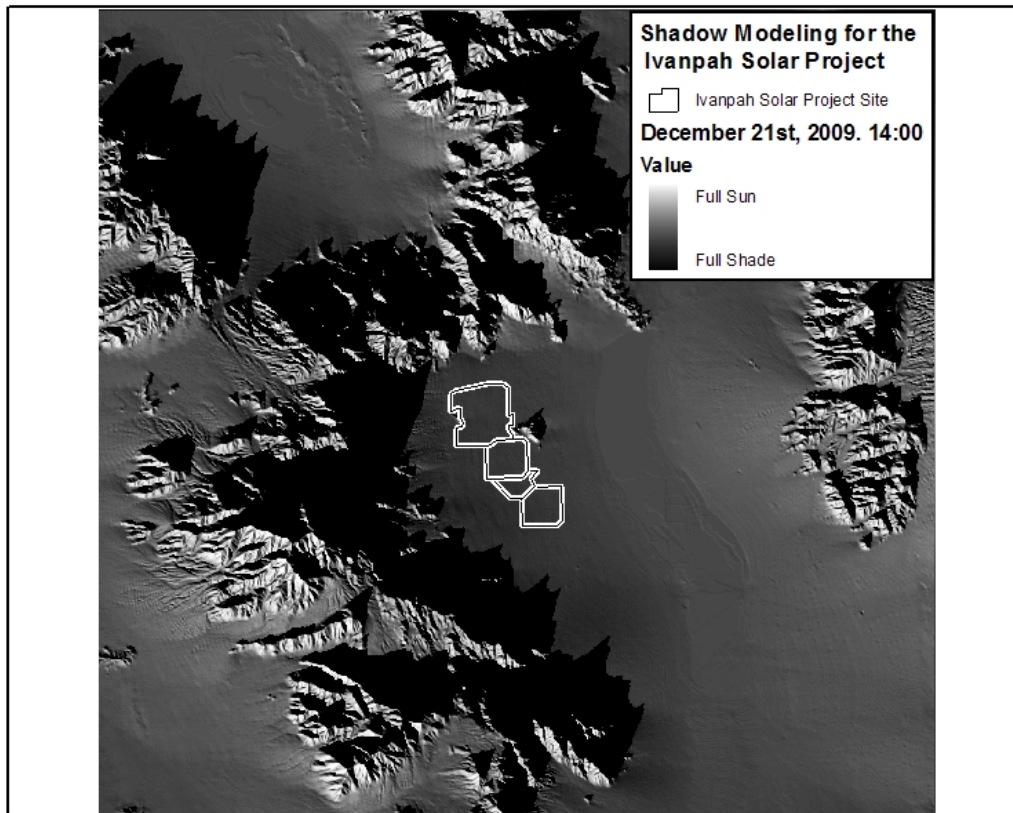 Shadow Modeling for the
Ivanpah Solar Project
Ivanpah Solar Project Site
December 21st, 2009. 14:00
Value
Full Sun
Full Shade